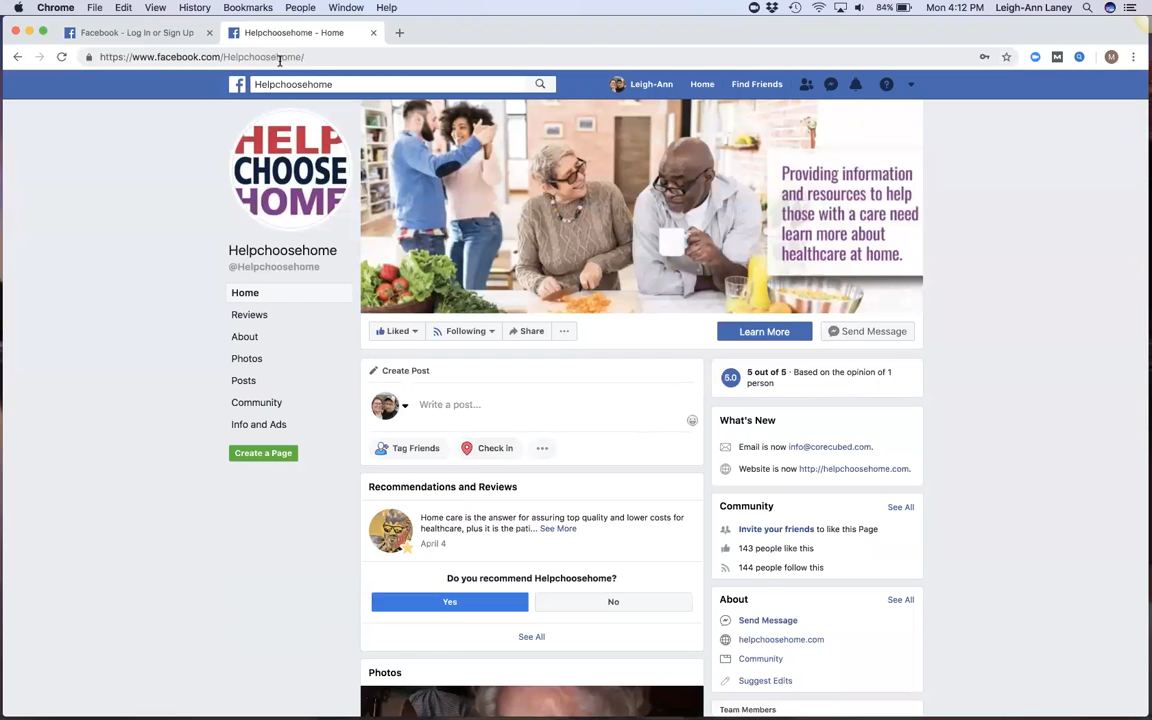 Chrome File Edit View History Bookmarks People Window Help 84% Mon 4:12 PM Leigh-Ann Laney
Facebook - Log In or Sign Up Helpchoosehome - Home
https://www.facebook.com/Helpchoosehome/
M
Helpchoosehome Leigh-Ann Home Find Friends
HELP
CHOOSE
HOME
Providing information
and resources to help
those with a care need
learn more about
healthcare at home.
Helpchoosehome
@Helpchoosehome
Home
Reviews
About
Photos
Posts
Community
Info and Ads
Create a Page
Liked Following Share Learn More Send Message
Create Post
Write a post...
Tag Friends Check in
Recommendations and Reviews
Home care is the answer for assuring top quality and lower costs for
healthcare, plus it is the pati... See More
April 4
Do you recommend Helpchoosehome?
Yes No
See All
Photos
5.0 5 out of 5 · Based on the opinion of 1
person
What's New
Email is now info@corecubed.com.
Website is now http://helpchoosehome.com.
Community See All
Invite your friends to like this Page
143 people like this
144 people follow this
About See All
Send Message
helpchoosehome.com
Community
Suggest Edits
Team Members